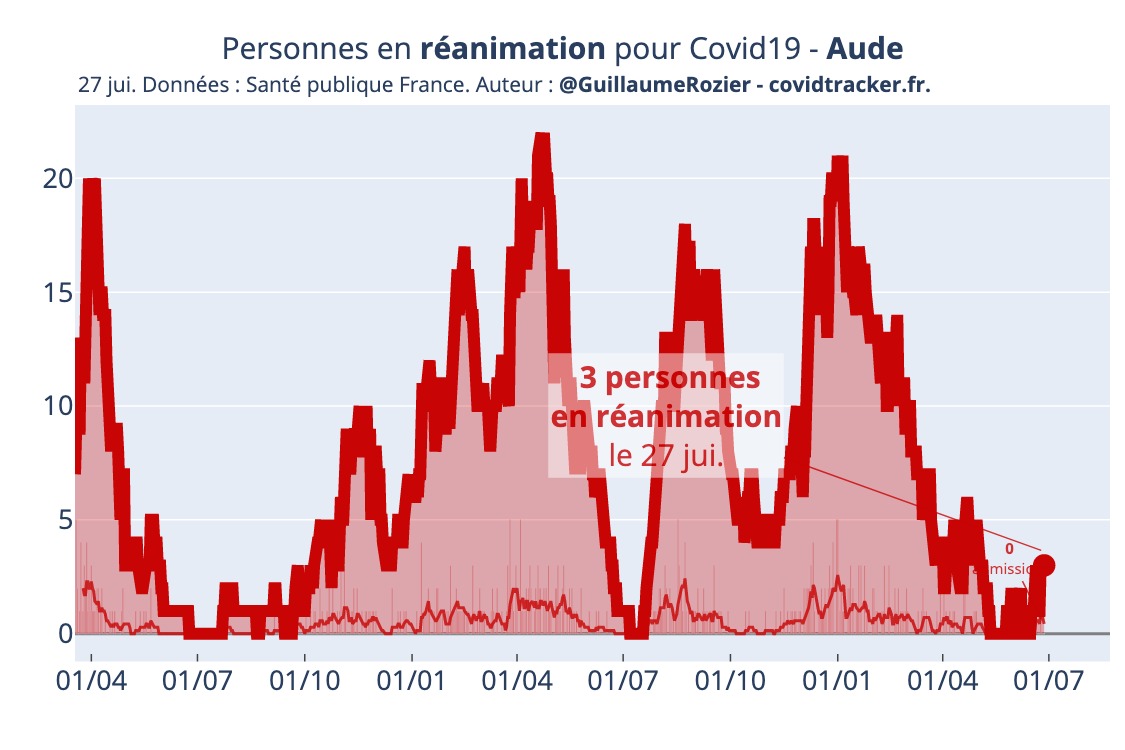 Personnes en réanimation pour Covid19 - Aude
27 jui. Données : Santé publique France. Auteur : @GuillaumeRozier - covidtracker.fr.
20
15
10
5
0
3 personnes
en réanimation
le 27 jui.
0
01/04 01/07 01/10 01/01 01/04 01/07 01/10 01/01 01/04 01/07